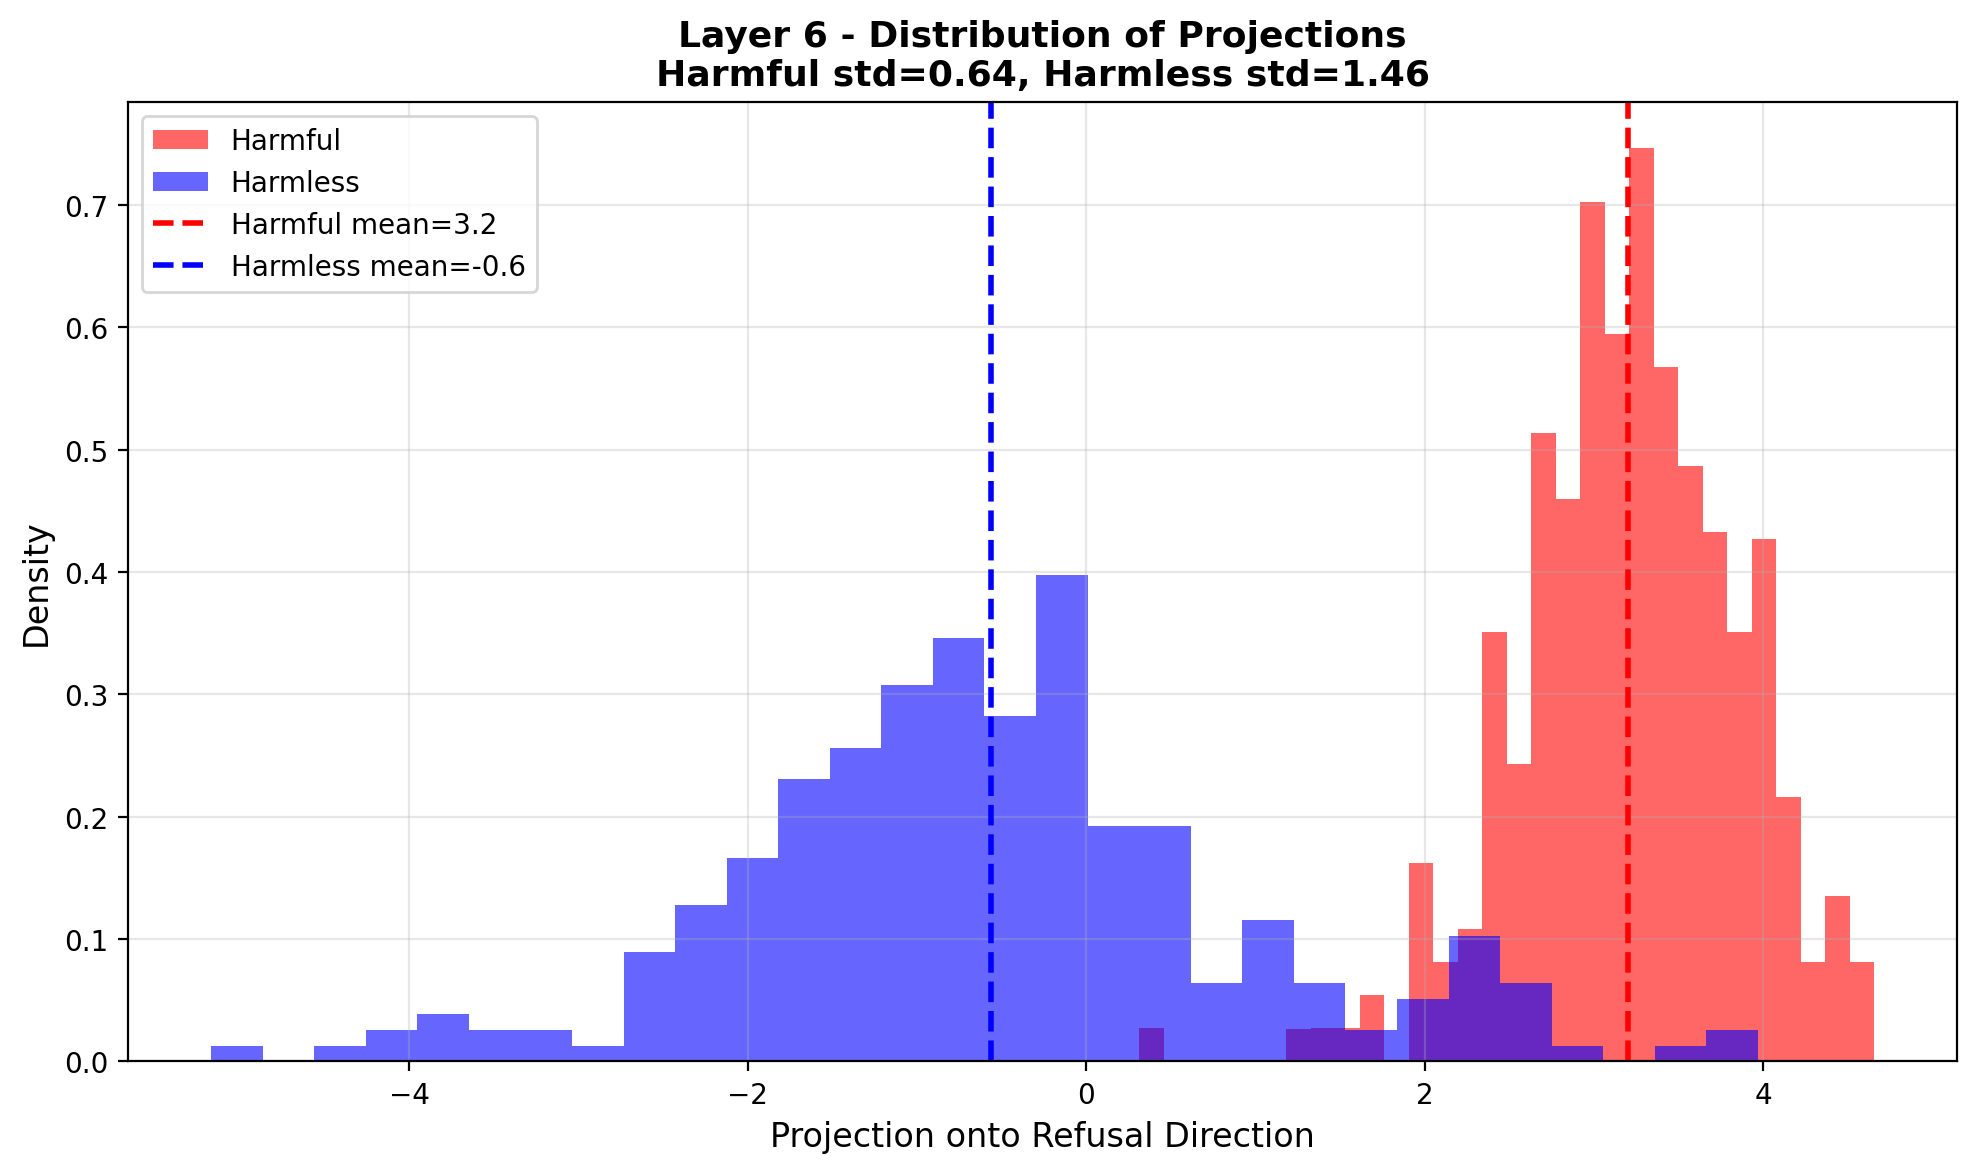 Layer 6 - Distribution of Projections
Harmful std=0.64, Harmless std=1.46
Harmful
Harmless
Harmful mean=3.2
Harmless mean=-0.6
Density
0.7
0.6
0.5
0.4
0.3
0.2
0.1
0.0
−4
−2
0
2
4
Projection onto Refusal Direction